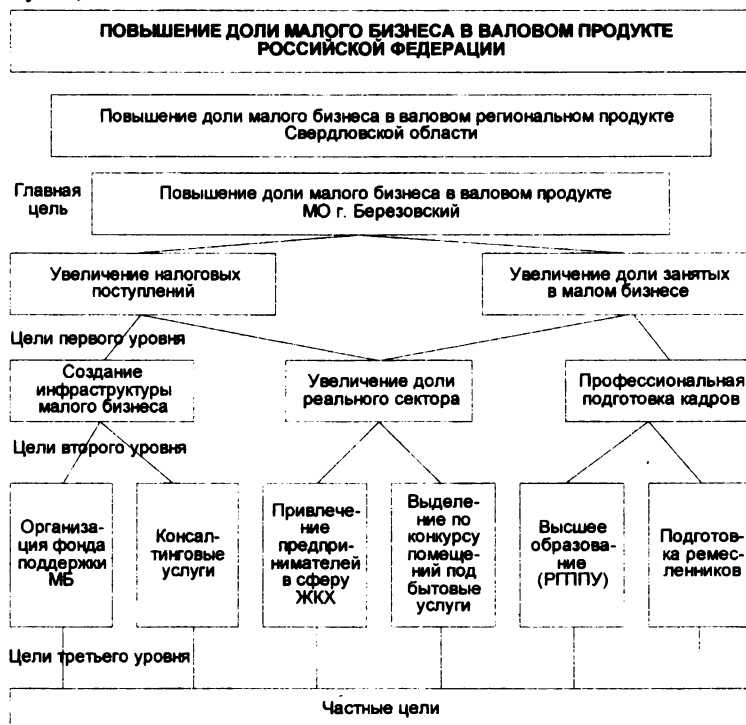 ПОВЫШЕНИЕ ДОЛИ МАЛОГО БИЗНЕСА В ВАЛОВОМ ПРОДУКТЕ
РОССИЙСКОЙ ФЕДЕРАЦИИ
Повышение доли малого бизнеса в валовом региональном продукте
Свердловской области
Главная
цель
Повышение доли малого бизнеса в валовом продукте
МО г. Березовский
Увеличение налоговых
поступлений
Увеличение доли занятых
в малом бизнесе
Цели первого уровня
Создание
инфраструктуры
малого бизнеса
Увеличение доли
реального сектора
Профессиональная
подготовка кадров
Цели второго уровня
Организа-
ция фонда
поддержки
МБ
Консал-
тинговые
услуги
Привлече-
ние
предпри-
нимателей
в сферу
ЖКХ
Выделе-
ние по
конкурсу
помеще-
ний под
бытовые
услуги
Высшее
образова-
ние
(РГППУ)
Подготов-
ка ремес-
ленников
Цели третьего уровня
Частные цели